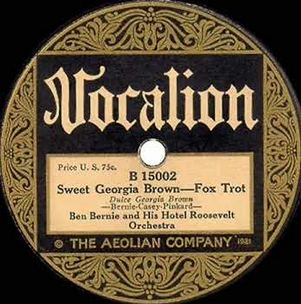 Vocalion
Price U. S. 75c.
B 15002
Sweet Georgia Brown—Fox Trot
Dulce Georgia Brown
—Bernie-Casey-Pinkard—
Ben Bernie and His Hotel Roosevelt
Orchestra
© THE AEOLIAN COMPANY 1921